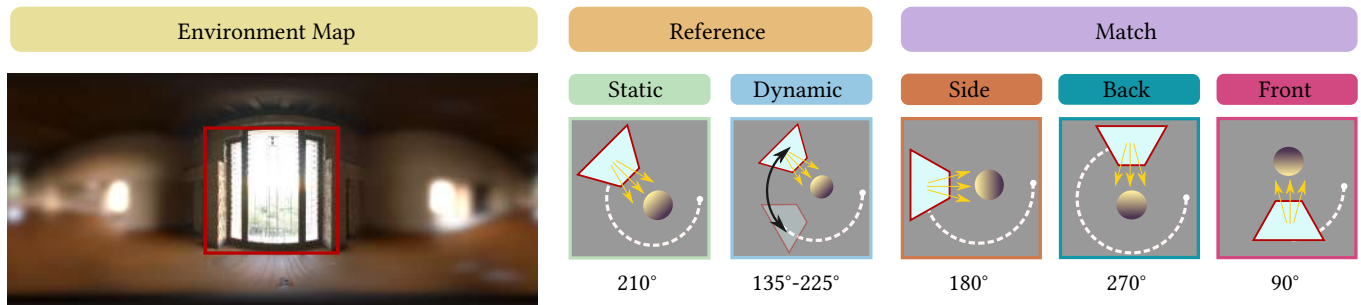 Environment Map
Reference
Match
Static
Dynamic
Side
Back
Front
210°
135°-225°
180°
270°
90°